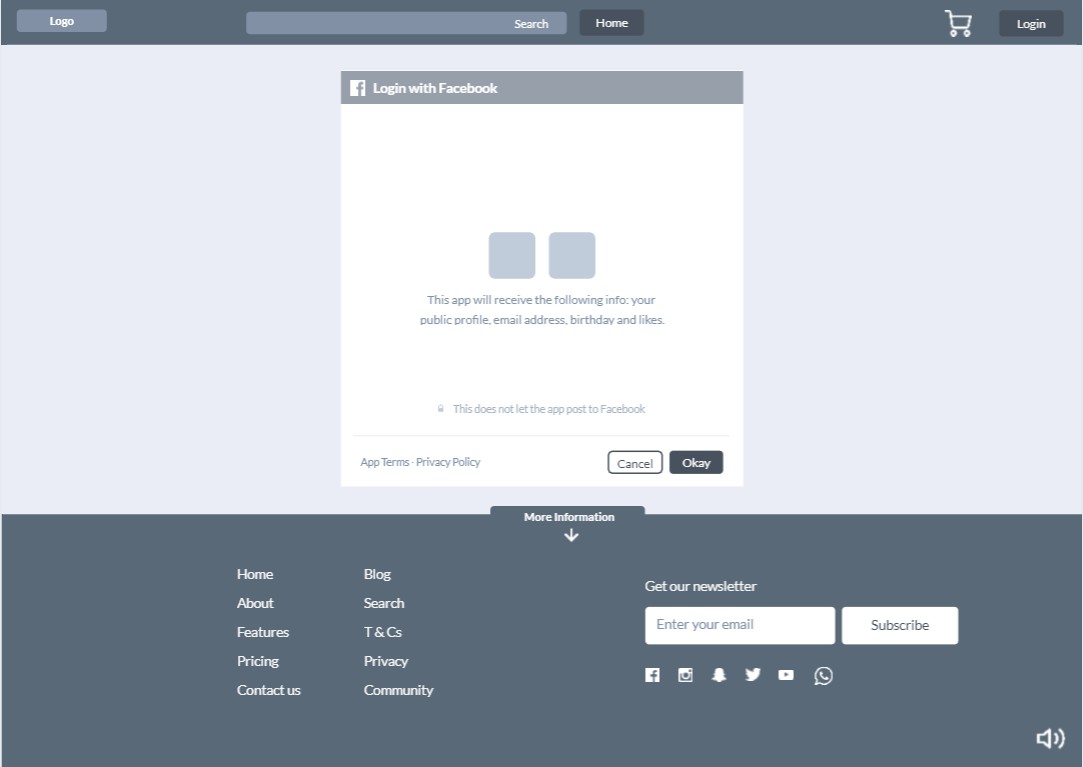 Logo
Search
Home
Login
Login with Facebook
This app will receive the following info: your
public profile, email address, birthday and likes.
This does not let the app post to Facebook
App Terms - Privacy Policy
Cancel
Okay
More Information
Home
About
Features
Pricing
Contact us
Blog
Search
T & Cs
Privacy
Community
Get our newsletter
Enter your email
Subscribe